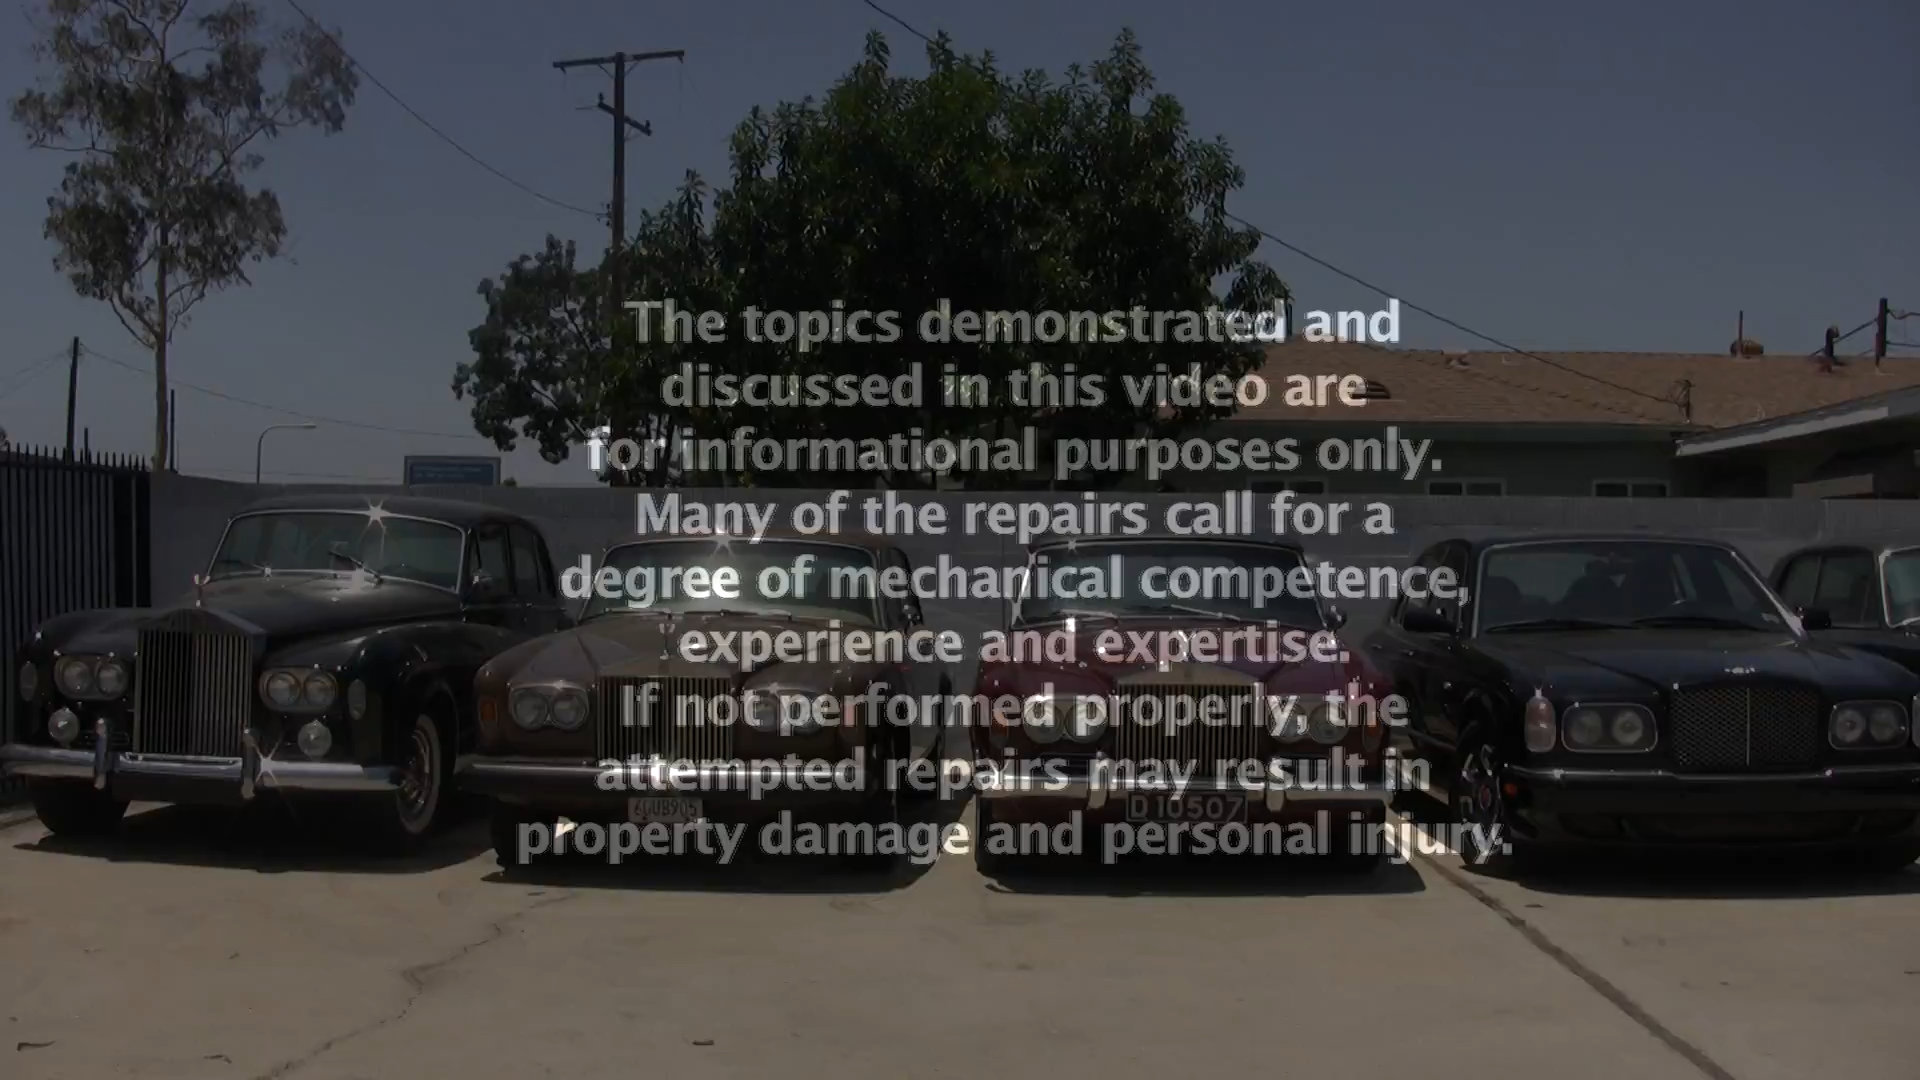 The topics demonstrated and
discussed in this video are
for informational purposes only.
Many of the repairs call for a
degree of mechanical competence,
experience and expertise.
If not performed properly, the
attempted repairs may result in
property damage and personal injury.
6GUB905
D 10507